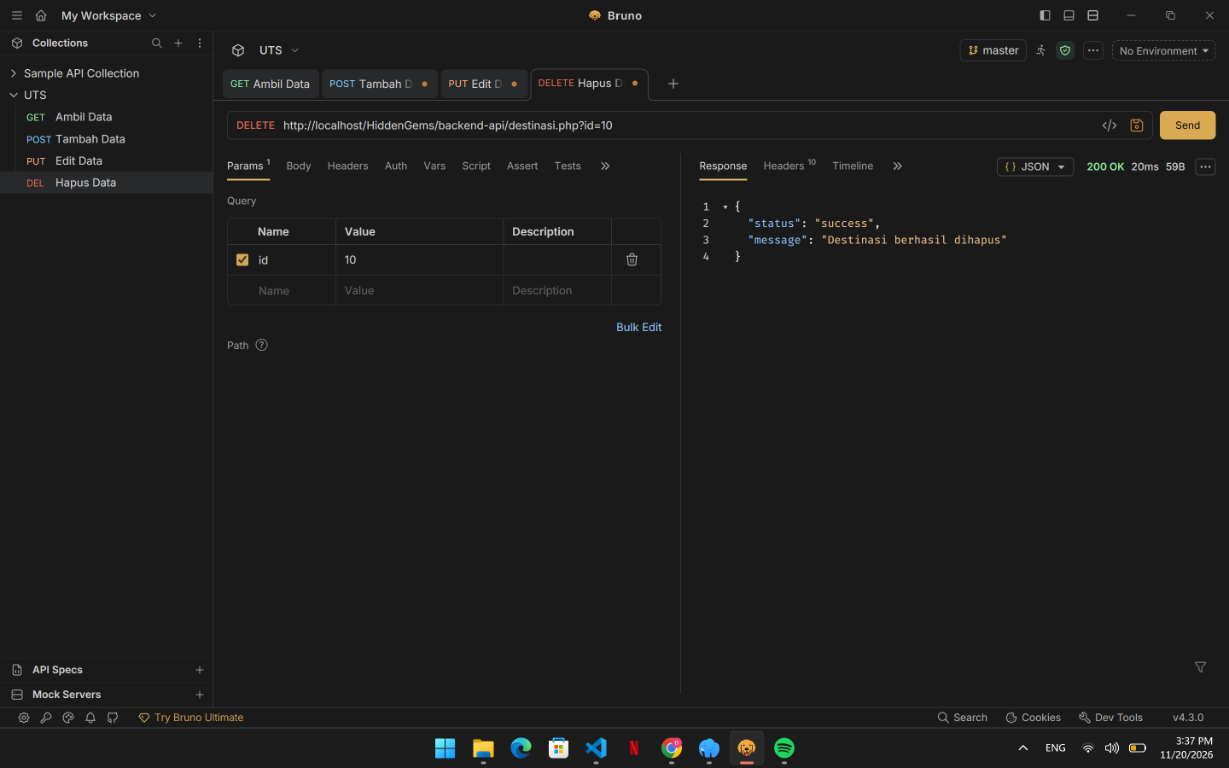 My Workspace
Bruno
Collections
Sample API Collection
UTS
GET Ambil Data
POST Tambah Data
PUT Edit Data
DEL Hapus Data
API Specs
Mock Servers
UTS
master
No Environment
GET Ambil Data
POST Tambah D
PUT Edit D
DELETE Hapus D
DELETE http://localhost/HiddenGems/backend-api/destinasi.php?id=10
Send
Params 1 Body Headers Auth Vars Script Assert Tests
Query
Name Value Description
id 10
Name Value Description
Bulk Edit
Path
Response Headers 10 Timeline
{ } JSON
200 OK 20ms 59B
1 {
2 "status": "success",
3 "message": "Destinasi berhasil dihapus"
4 }
Try Bruno Ultimate
Search Cookies Dev Tools v4.3.0
N
ENG
3:37 PM
11/20/2026